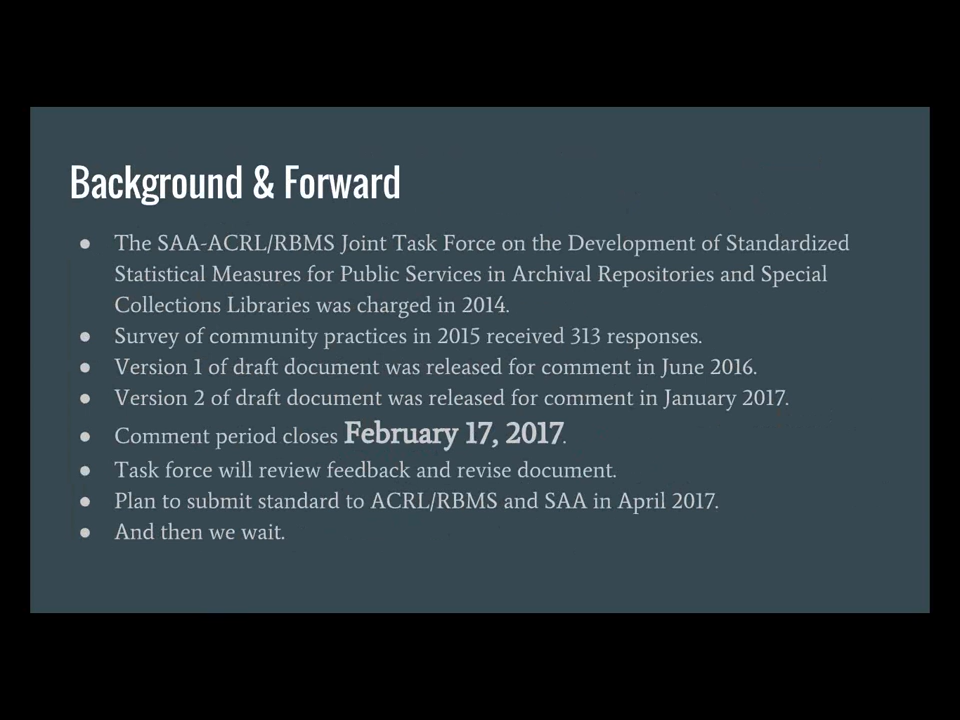 Background & Forward
● The SAA-ACRL/RBMS Joint Task Force on the Development of Standardized
Statistical Measures for Public Services in Archival Repositories and Special
Collections Libraries was charged in 2014.
● Survey of community practices in 2015 received 313 responses.
● Version 1 of draft document was released for comment in June 2016.
● Version 2 of draft document was released for comment in January 2017.
● Comment period closes February 17, 2017.
● Task force will review feedback and revise document.
● Plan to submit standard to ACRL/RBMS and SAA in April 2017.
● And then we wait.